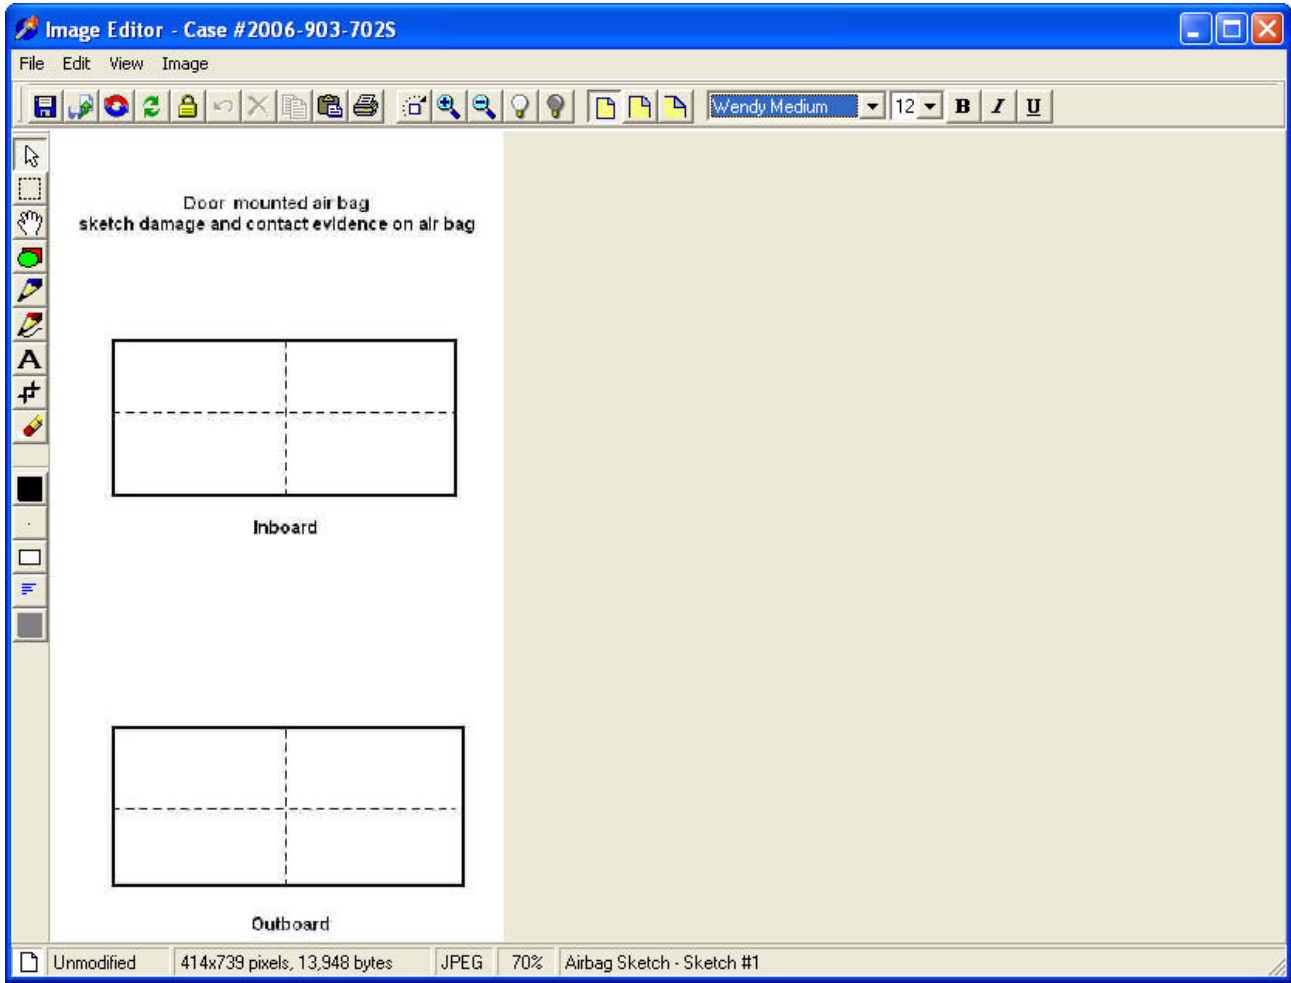 Image Editor - Case #2006-903-702S
File Edit View Image
Wendy Medium 12 B I U
Door mounted air bag
sketch damage and contact evidence on air bag
A
Inboard
Outboard
Unmodified 414x739 pixels, 13,948 bytes JPEG 70% Airbag Sketch - Sketch #1